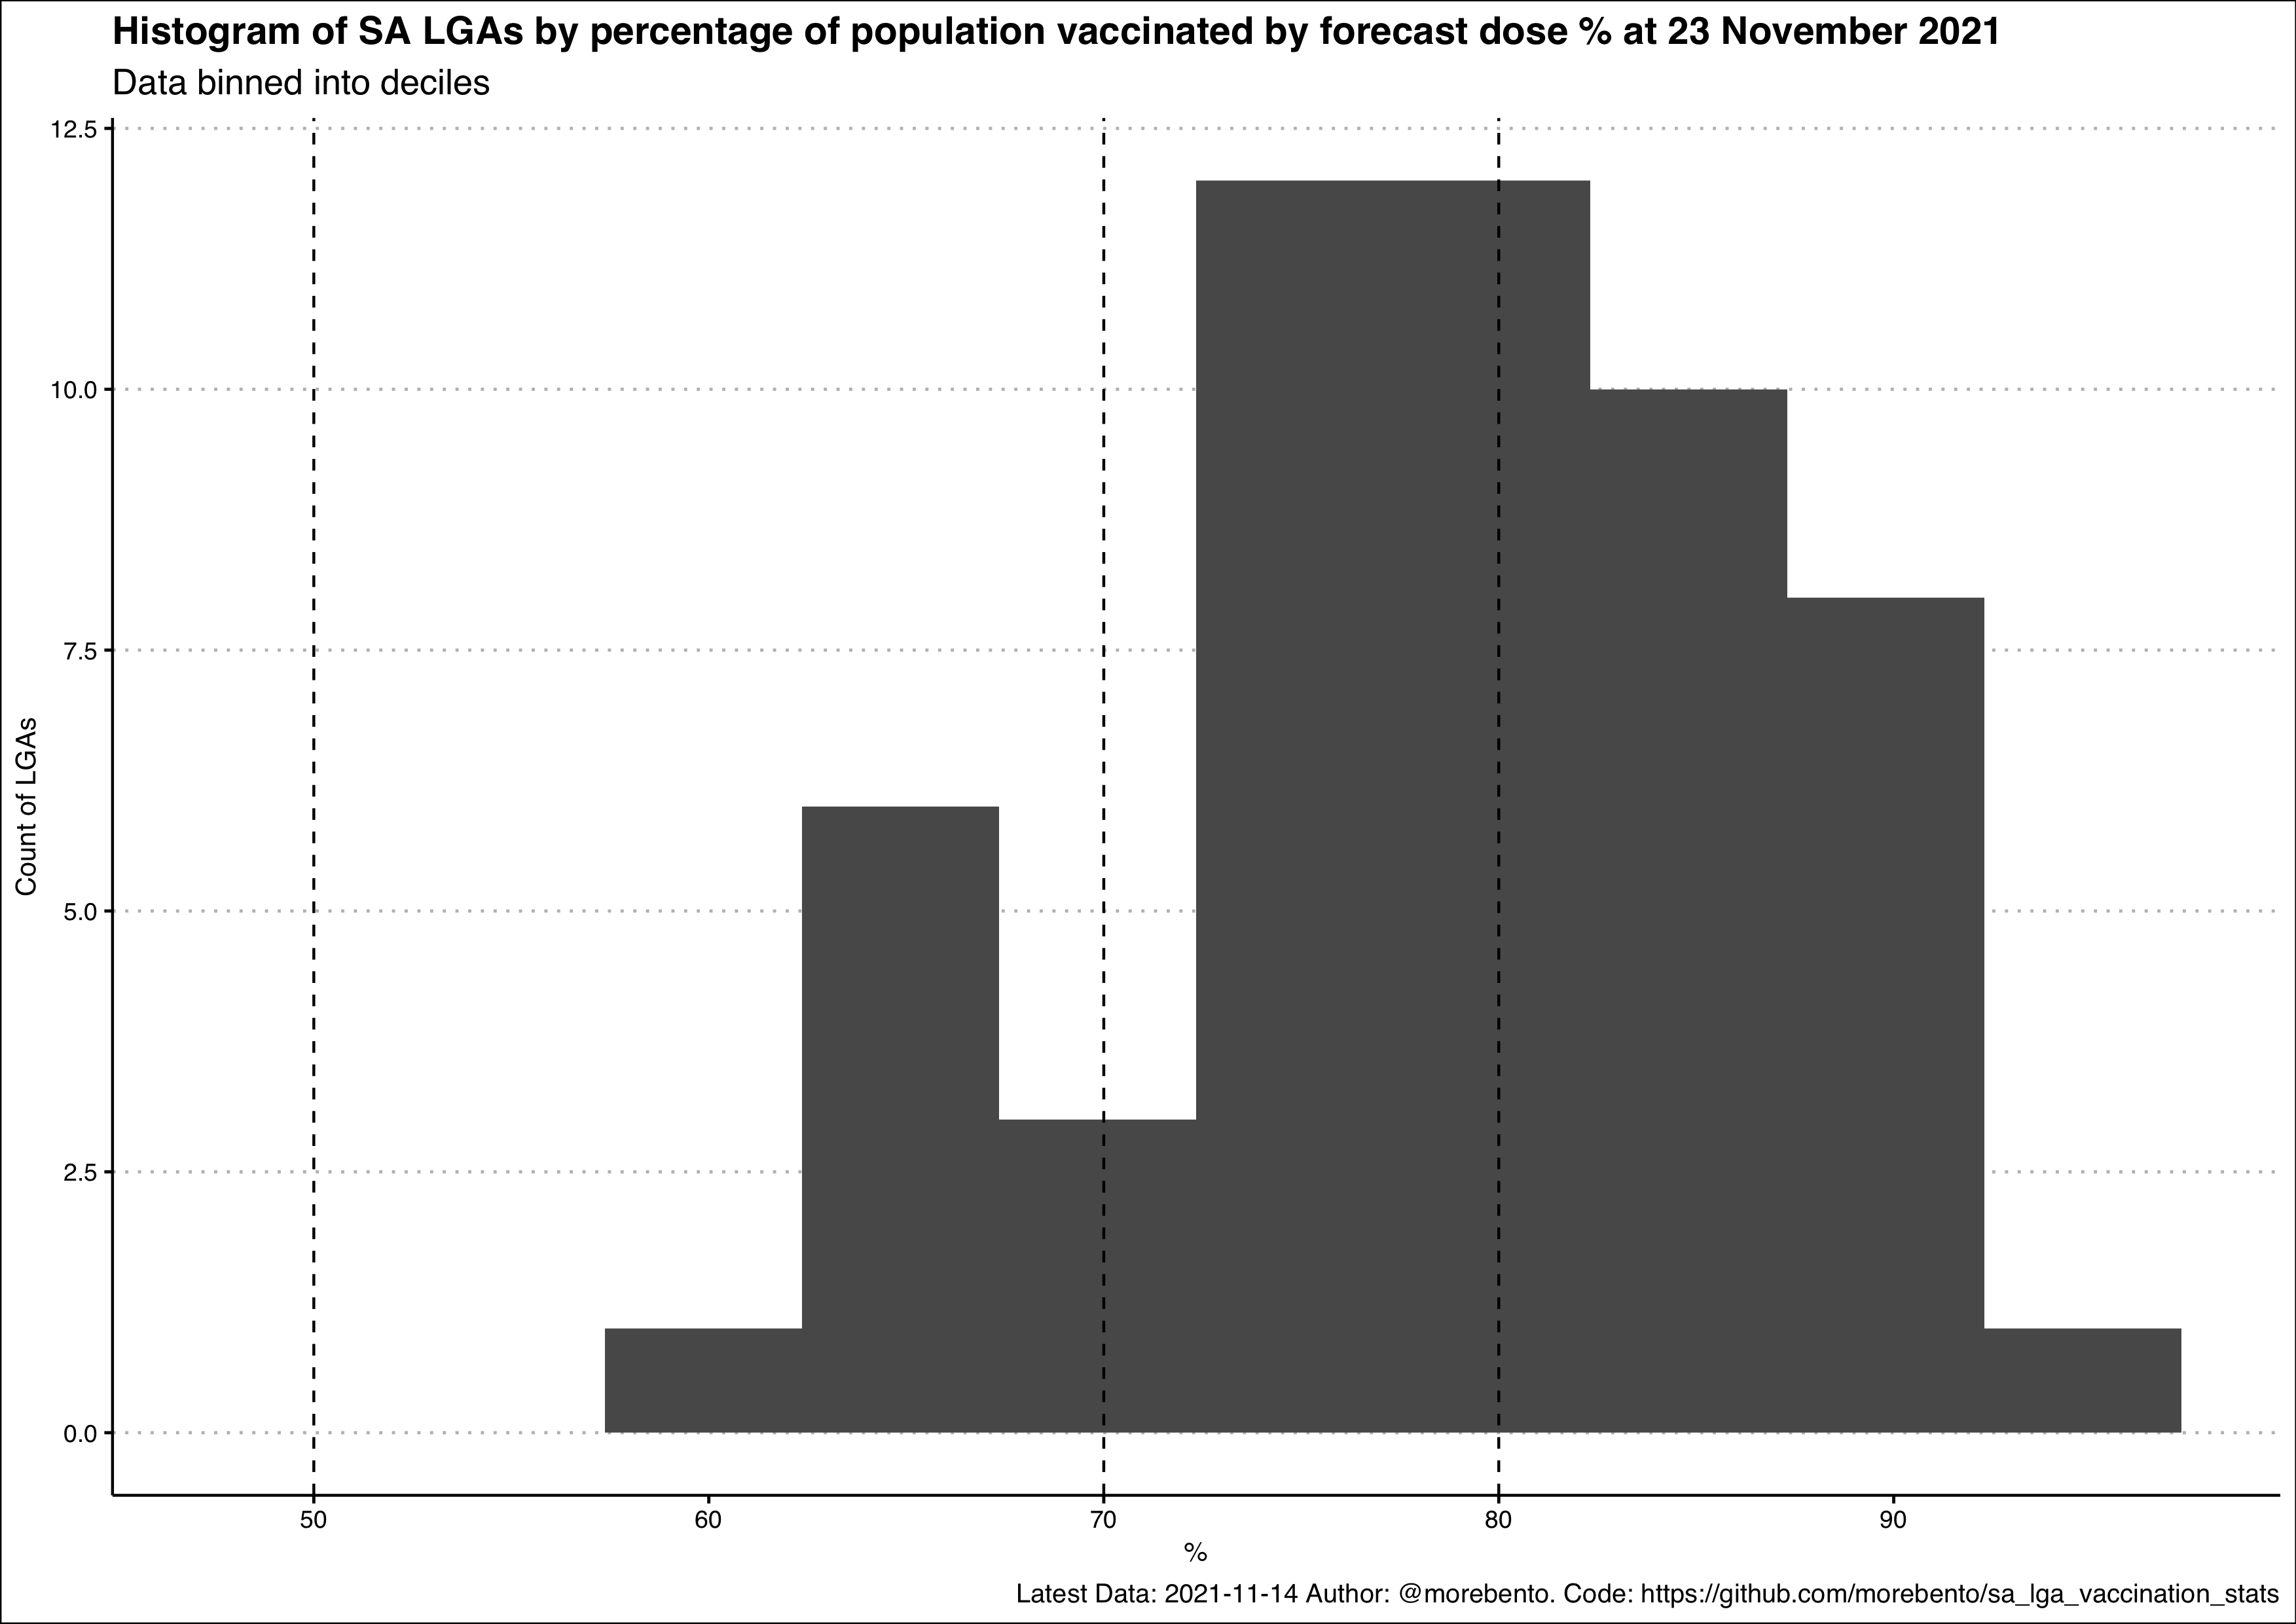 Histogram of SA LGAs by percentage of population vaccinated by forecast dose % at 23 November 2021
Data binned into deciles
12.5
10.0
7.5
5.0
2.5
0.0
Count of LGAs
50 60 70 80 90
%
Latest Data: 2021-11-14 Author: @morebento. Code: https://github.com/morebento/sa_lga_vaccination_stats